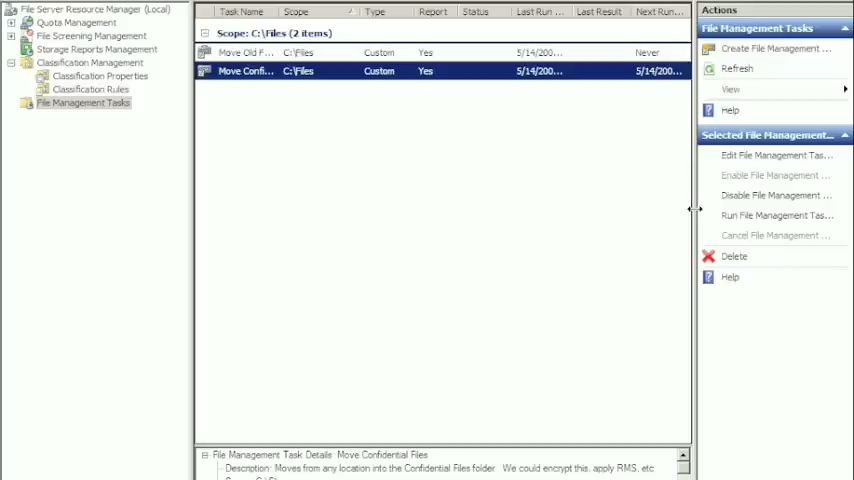 File Server Resource Manager (Local)
Quota Management
File Screening Management
Storage Reports Management
Classification Management
Classification Properties
Classification Rules
File Management Tasks
Task Name Scope Type Report Status Last Run ... Last Result Next Run...
Scope: C:\Files (2 items)
Move Old F... C:\Files Custom Yes 5/14/200... Never
Move Confi... C:\Files Custom Yes 5/14/200... 5/14/200...
File Management Task Details: Move Confidential Files
Description: Moves from any location into the Confidential Files folder We could encrypt this, apply RMS, etc
Actions
File Management Tasks
Create File Management ...
Refresh
View
Help
Selected File Management...
Edit File Management Tas...
Enable File Management ...
Disable File Management ...
Run File Management Tas...
Cancel File Management ...
Delete
Help